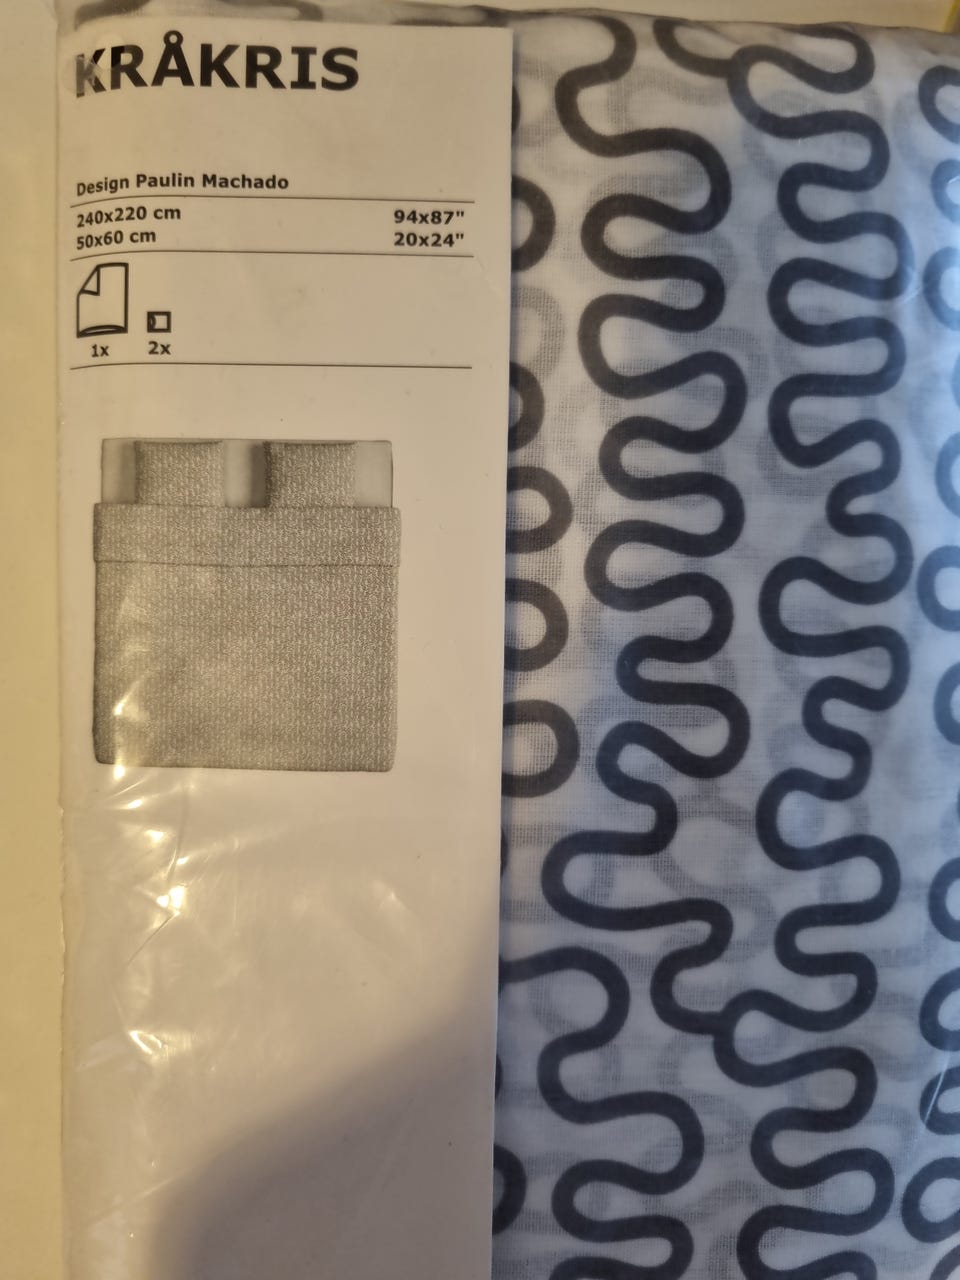 KRÅKRIS
Design Paulin Machado
240x220 cm 94x87"
50x60 cm 20x24"
1x 2x